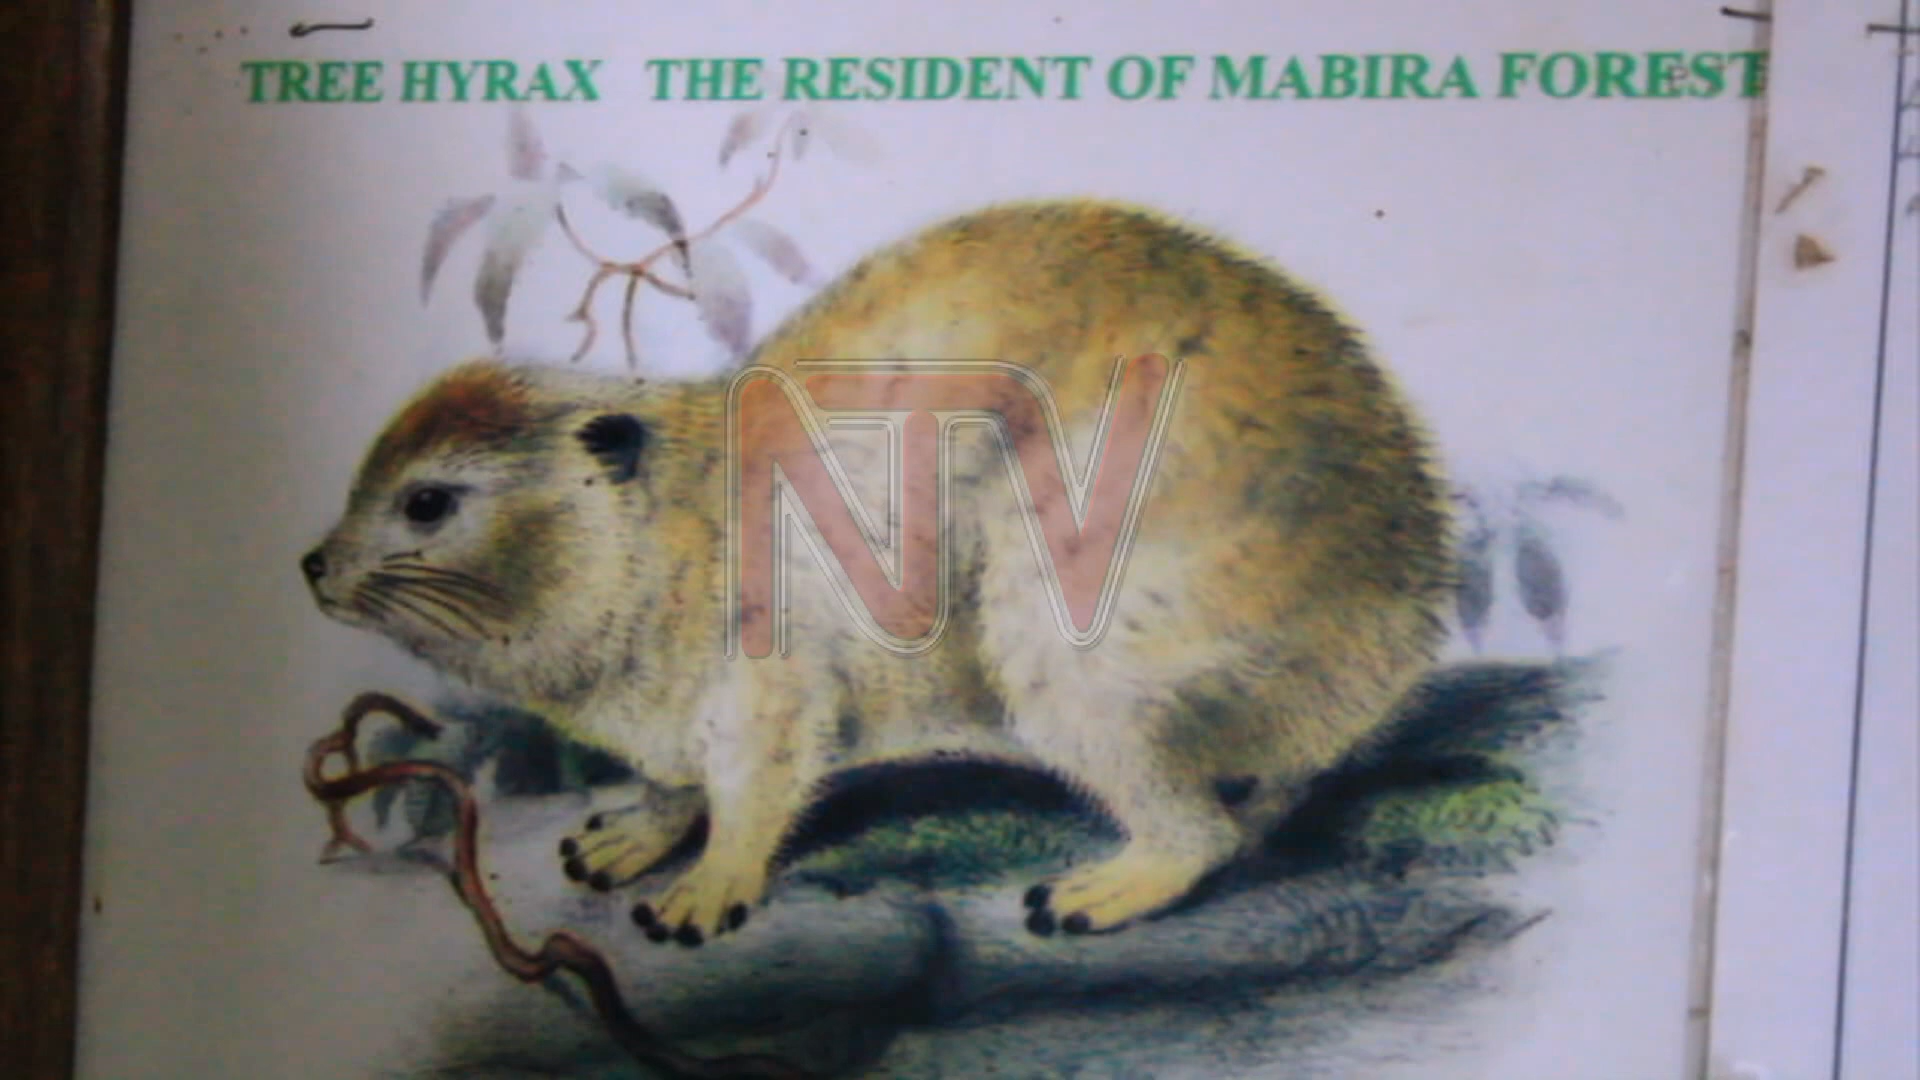 TREE HYRAX THE RESIDENT OF MABIRA FOREST
NTV